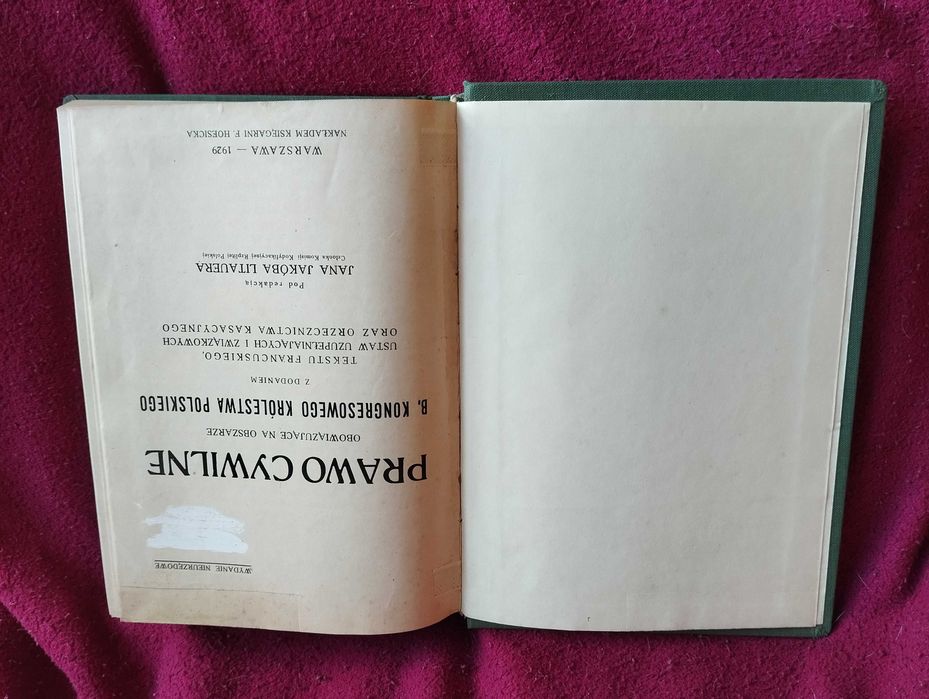 WYDANIE NIEURZĘDOWE
PRAWO CYWILNE
OBOWIĄZUJĄCE NA OBSZARZE
B. KONGRESOWEGO KRÓLESTWA POLSKIEGO
Z DODANIEM
TEKSTU FRANCUSKIEGO,
USTAW UZUPEŁNIAJĄCYCH I ZWIĄZKOWYCH
ORAZ ORZECZNICTWA KASACYJNEGO
Pod redakcją
JANA JAKÓBA LITAUERA
Członka Komisji Kodyfikacyjnej Rzplitej Polskiej
WARSZAWA — 1929
NAKŁADEM KSIĘGARNI F. HOESICKA